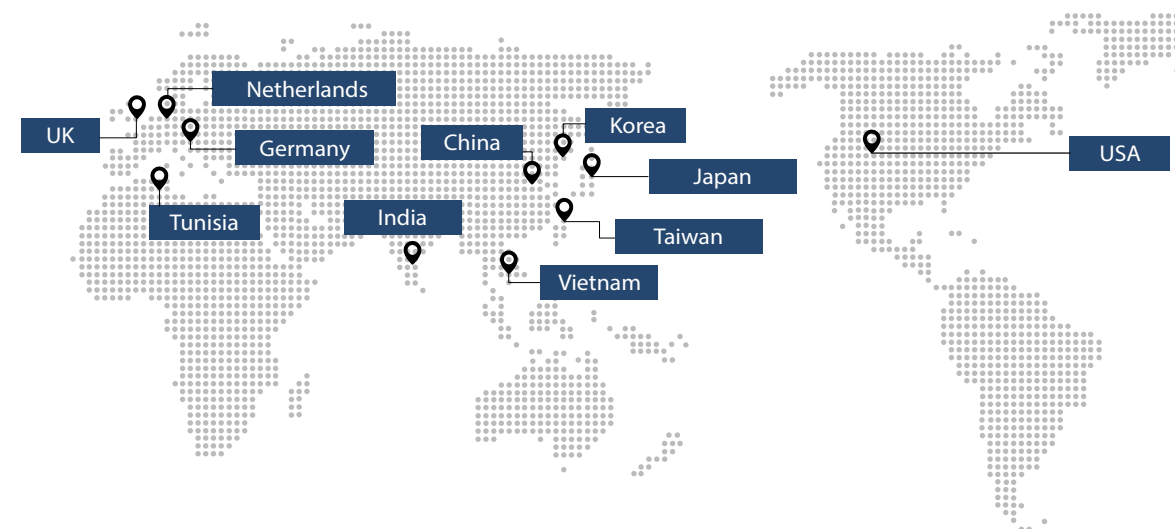 Netherlands
UK
Germany
China
Korea
Japan
USA
Tunisia
India
Taiwan
Vietnam